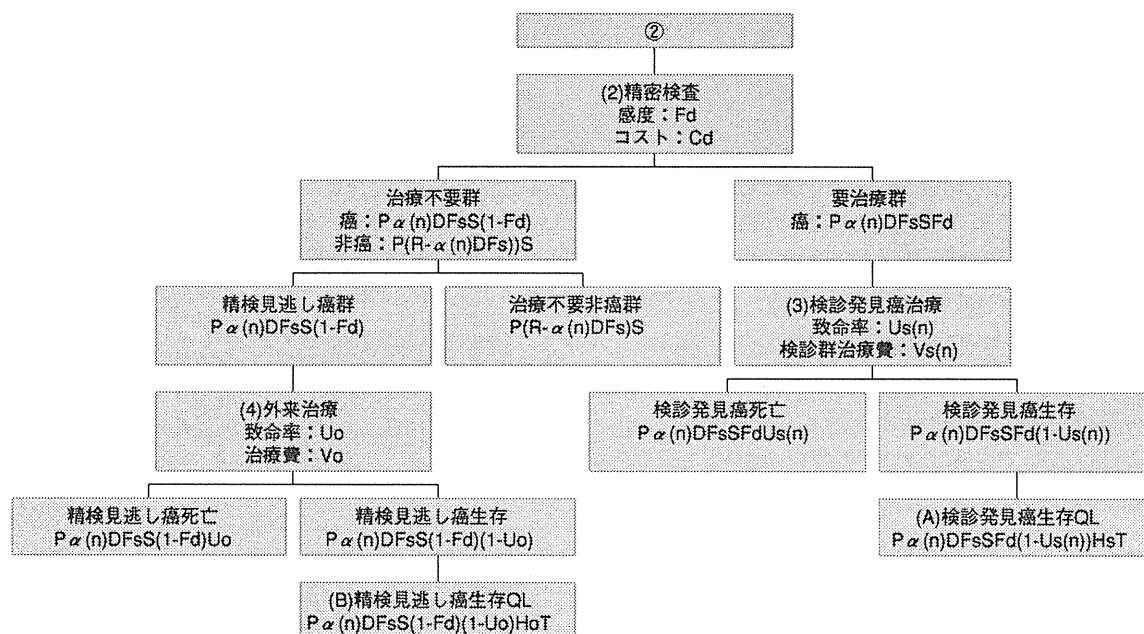 ②
(2)精密検査
感度：Fd
コスト：Cd
治療不要群
癌：Pα(n)DFsS(1-Fd)
非癌：P(R-α(n)DFs))S
要治療群
癌：Pα(n)DFsSFd
精検見逃し癌群
Pα(n)DFsS(1-Fd)
治療不要非癌群
P(R-α(n)DFs)S
(3)検診発見癌治療
致命率：Us(n)
検診群治療費：Vs(n)
(4)外来治療
致命率：Uo
治療費：Vo
検診発見癌死亡
Pα(n)DFsSFdUs(n)
検診発見癌生存
Pα(n)DFsSFd(1-Us(n))
精検見逃し癌死亡
Pα(n)DFsS(1-Fd)Uo
精検見逃し癌生存
Pα(n)DFsS(1-Fd)(1-Uo)
(A)検診発見癌生存QL
Pα(n)DFsSFd(1-Us(n))HsT
(B)精検見逃し癌生存QL
Pα(n)DFsS(1-Fd)(1-Uo)HoT